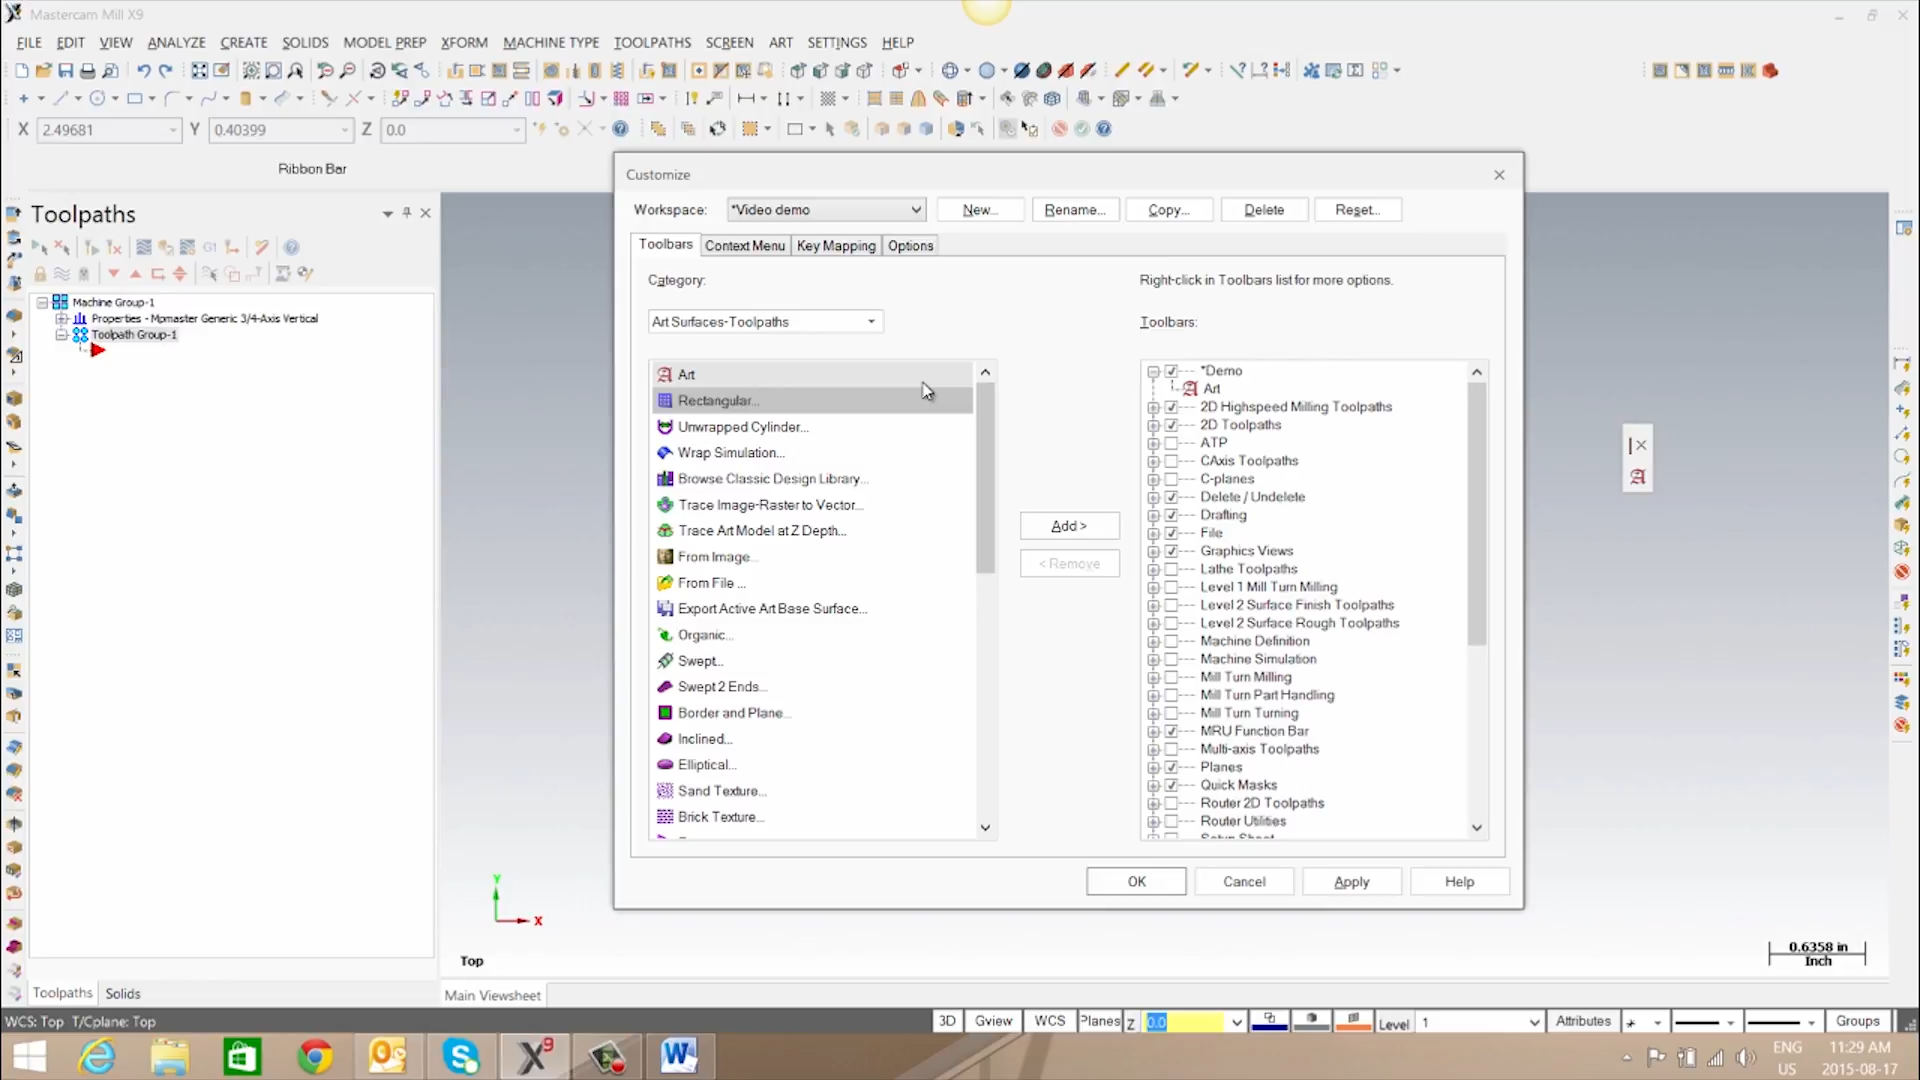 Mastercam Mill X9
FILE EDIT VIEW ANALYZE CREATE SOLIDS MODEL PREP XFORM MACHINE TYPE TOOLPATHS SCREEN ART SETTINGS HELP
X 2.49681 Y 0.40399 Z 0.0
Ribbon Bar
Toolpaths
G1
Machine Group-1
Properties - Mpmaster Generic 3/4-Axis Vertical
Toolpath Group-1
Customize
Workspace: *Video demo New... Rename... Copy... Delete Reset...
Toolbars Context Menu Key Mapping Options
Category:
Art Surfaces-Toolpaths
Art
Rectangular...
Unwrapped Cylinder...
Wrap Simulation...
Browse Classic Design Library...
Trace Image-Raster to Vector...
Trace Art Model at Z Depth...
From Image...
From File ...
Export Active Art Base Surface...
Organic...
Swept...
Swept 2 Ends...
Border and Plane...
Inclined...
Elliptical...
Sand Texture...
Brick Texture...
Add >
< Remove
Right-click in Toolbars list for more options.
Toolbars:
*Demo
Art
2D Highspeed Milling Toolpaths
2D Toolpaths
ATP
CAxis Toolpaths
C-planes
Delete / Undelete
Drafting
File
Graphics Views
Lathe Toolpaths
Level 1 Mill Turn Milling
Level 2 Surface Finish Toolpaths
Level 2 Surface Rough Toolpaths
Machine Definition
Machine Simulation
Mill Turn Milling
Mill Turn Part Handling
Mill Turn Turning
MRU Function Bar
Multi-axis Toolpaths
Planes
Quick Masks
Router 2D Toolpaths
Router Utilities
Setup Sheet
OK Cancel Apply Help
Y
X
Top
0.6358 in
Inch
Toolpaths Solids
Main Viewsheet
WCS: Top T/Cplane: Top
3D Gview WCS Planes Z 0.0 Level 1 Attributes Groups
ENG
US
11:29 AM
2015-08-17